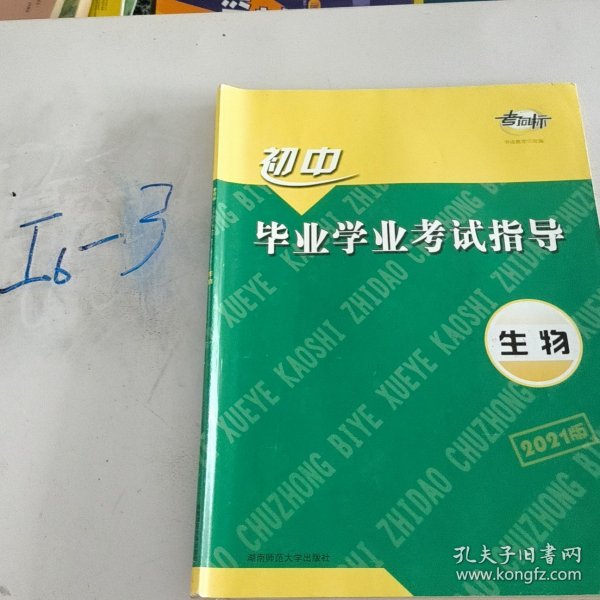 考向标
初中
毕业学业考试指导
I6-3
生物
2021版
CHUZHONG BIYE XUEYE KAOSHI ZHIDAO
湖南师范大学出版社
孔夫子旧书网
www.kongfz.com